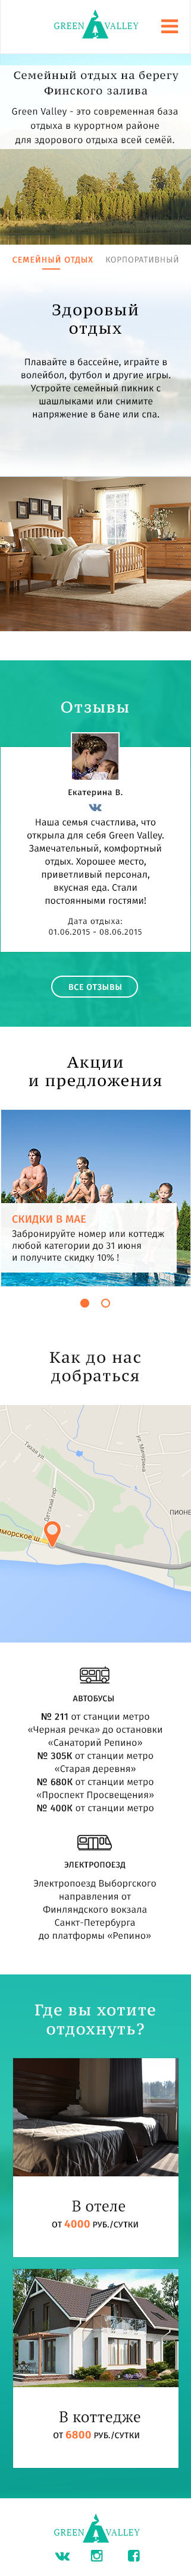 GREEN VALLEY
Семейный отдых на берегу
Финского залива
Green Valley - это современная база
отдыха в курортном районе
для здорового отдыха всей семёй.
СЕМЕЙНЫЙ ОТДЫХ КОРПОРАТИВНЫЙ
Здоровый
отдых
Плавайте в бассейне, играйте в
волейбол, футбол и другие игры.
Устройте семейный пикник с
шашлыками или снимите
напряжение в бане или спа.
Отзывы
Екатерина В.
Наша семья счастлива, что
открыла для себя Green Valley.
Замечательный, комфортный
отдых. Хорошее место,
приветливый персонал,
вкусная еда. Стали
постоянными гостями!
Дата отдыха:
01.06.2015 - 08.06.2015
ВСЕ ОТЗЫВЫ
Акции
и предложения
СКИДКИ В МАЕ
Забронируйте номер или коттедж
любой категории до 31 июня
и получите скидку 10% !
Как до нас
добраться
Тихая ул.
ул. Мичурина
Детский пер.
ПИОНЕ
иморское ш.
АВТОБУСЫ
№ 211 от станции метро
«Черная речка» до остановки
«Санаторий Репино»
№ 305К от станции метро
«Старая деревня»
№ 680К от станции метро
«Проспект Просвещения»
№ 400К от станции метро
ЭЛЕКТРОПОЕЗД
Электропоезд Выборгского
направления от
Финляндского вокзала
Санкт-Петербурга
до платформы «Репино»
Где вы хотите
отдохнуть?
В отеле
ОТ 4000 РУБ./СУТКИ
В коттедже
ОТ 6800 РУБ./СУТКИ
GREEN VALLEY